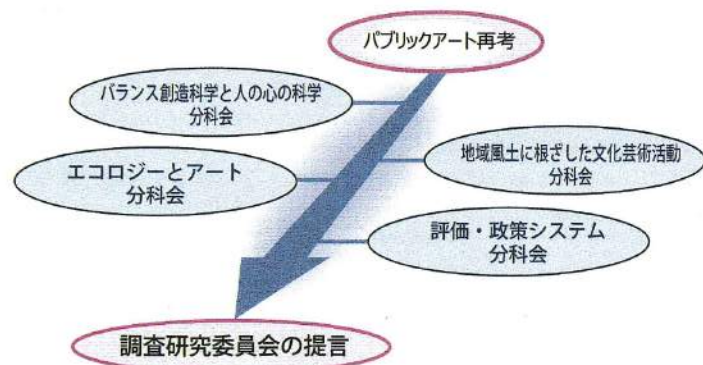 パブリックアート再考
バランス創造科学と人の心の科学
分科会
地域風土に根ざした文化芸術活動
分科会
エコロジーとアート
分科会
評価・政策システム
分科会
調査研究委員会の提言